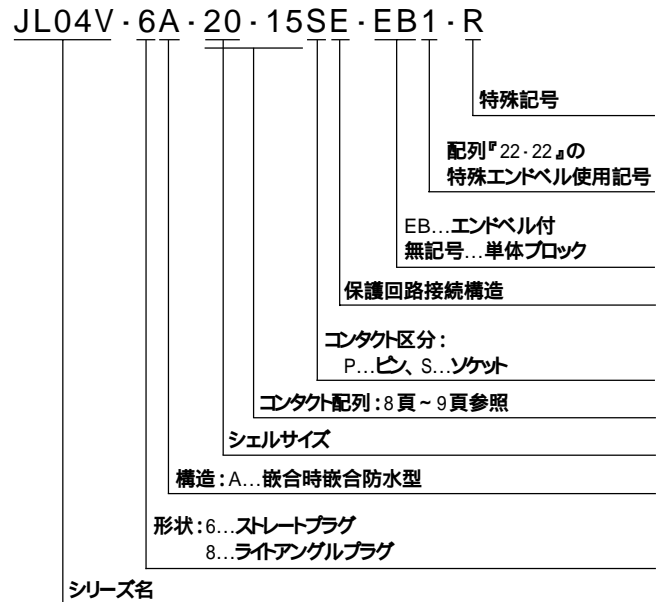 JL04V-6A-20-15SE-EB1-R
特殊記号
配列『22-22』の
特殊エンドベル使用記号
EB…エンドベル付
無記号…単体ブロック
保護回路接続構造
コンタクト区分:
P…ピン、S…ソケット
コンタクト配列:8頁~9頁参照
シェルサイズ
構造:A…嵌合時嵌合防水型
形状:6…ストレートプラグ
8…ライトアングルプラグ
シリーズ名